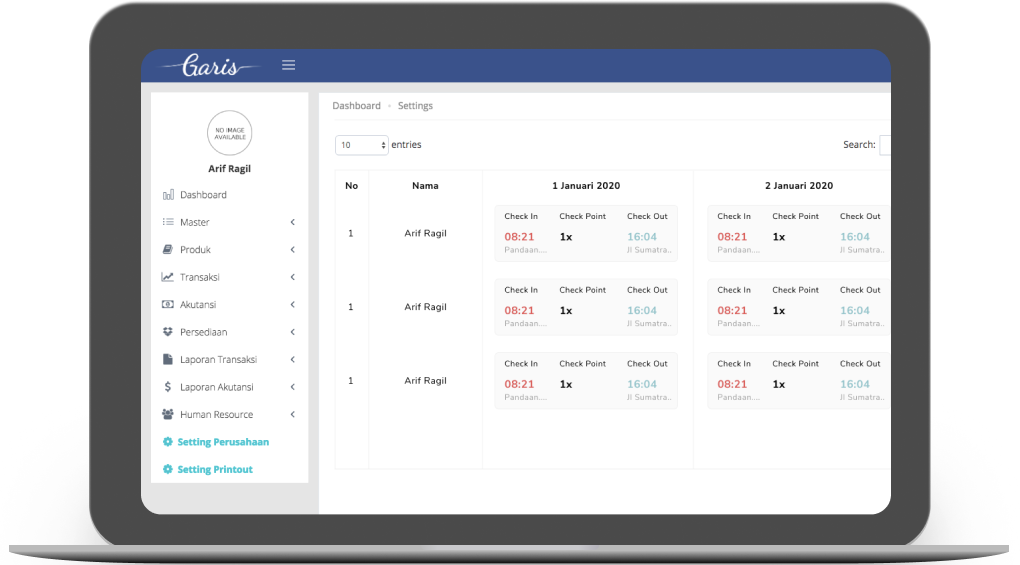 Garis
NO IMAGE
AVAILABLE
Arif Ragil
Dashboard
Master
Produk
Transaksi
Akutansi
Persediaan
Laporan Transaksi
Laporan Akutansi
Human Resource
Setting Perusahaan
Setting Printout
Dashboard Settings
10 entries Search:
No Nama 1 Januari 2020 2 Januari 2020
Check In Check Point Check Out Check In Check Point Check Out
1 Arif Ragil 08:21 1x 16:04 08:21 1x 16:04
Pandaan.... Jl Sumatra.. Pandaan.... Jl Sumatra..
Check In Check Point Check Out Check In Check Point Check Out
1 Arif Ragil 08:21 1x 16:04 08:21 1x 16:04
Pandaan.... Jl Sumatra.. Pandaan.... Jl Sumatra..
Check In Check Point Check Out Check In Check Point Check Out
1 Arif Ragil 08:21 1x 16:04 08:21 1x 16:04
Pandaan.... Jl Sumatra.. Pandaan.... Jl Sumatra..